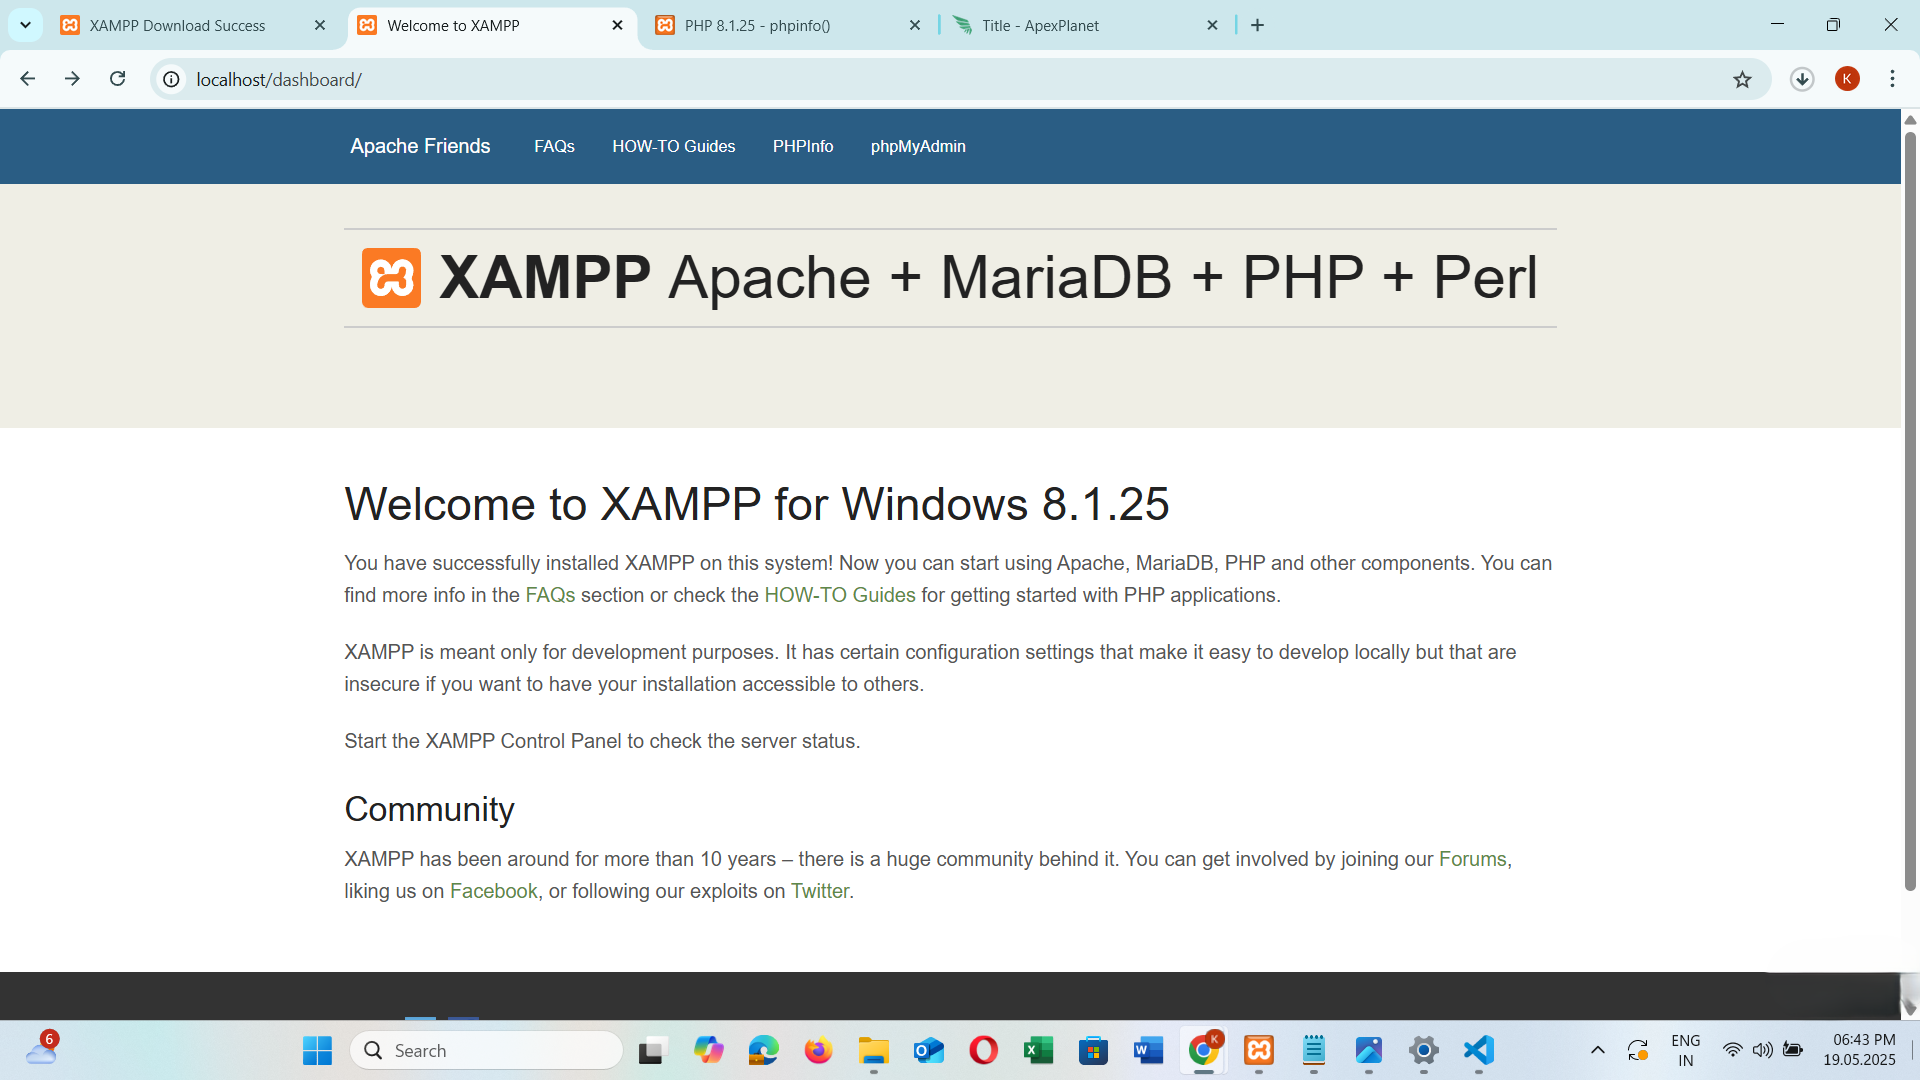 XAMPP Download Success
Welcome to XAMPP
PHP 8.1.25 - phpinfo()
Title - ApexPlanet
localhost/dashboard/
K
Apache Friends
FAQs
HOW-TO Guides
PHPInfo
phpMyAdmin
XAMPP Apache + MariaDB + PHP + Perl
Welcome to XAMPP for Windows 8.1.25
You have successfully installed XAMPP on this system! Now you can start using Apache, MariaDB, PHP and other components. You can
find more info in the FAQs section or check the HOW-TO Guides for getting started with PHP applications.
XAMPP is meant only for development purposes. It has certain configuration settings that make it easy to develop locally but that are
insecure if you want to have your installation accessible to others.
Start the XAMPP Control Panel to check the server status.
Community
XAMPP has been around for more than 10 years – there is a huge community behind it. You can get involved by joining our Forums,
liking us on Facebook, or following our exploits on Twitter.
6
Search
K
ENG
IN
06:43 PM
19.05.2025